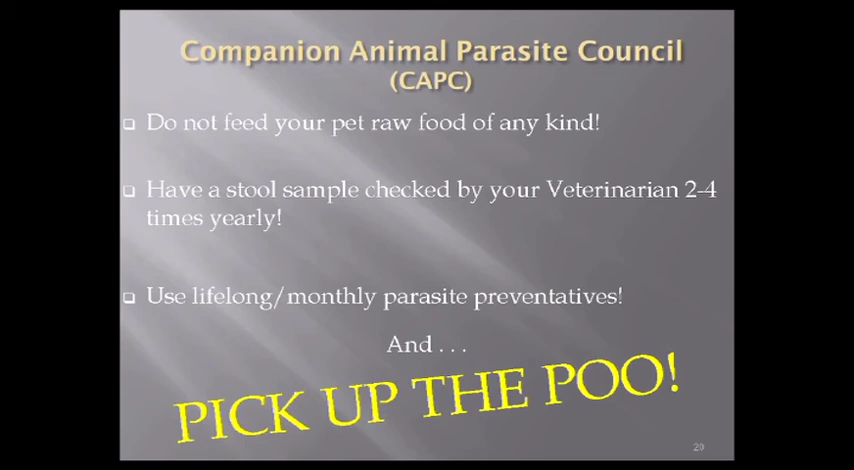 Companion Animal Parasite Council
(CAPC)
Do not feed your pet raw food of any kind!
Have a stool sample checked by your Veterinarian 2-4
times yearly!
Use lifelong/monthly parasite preventatives!
And . . .
PICK UP THE POO!
20